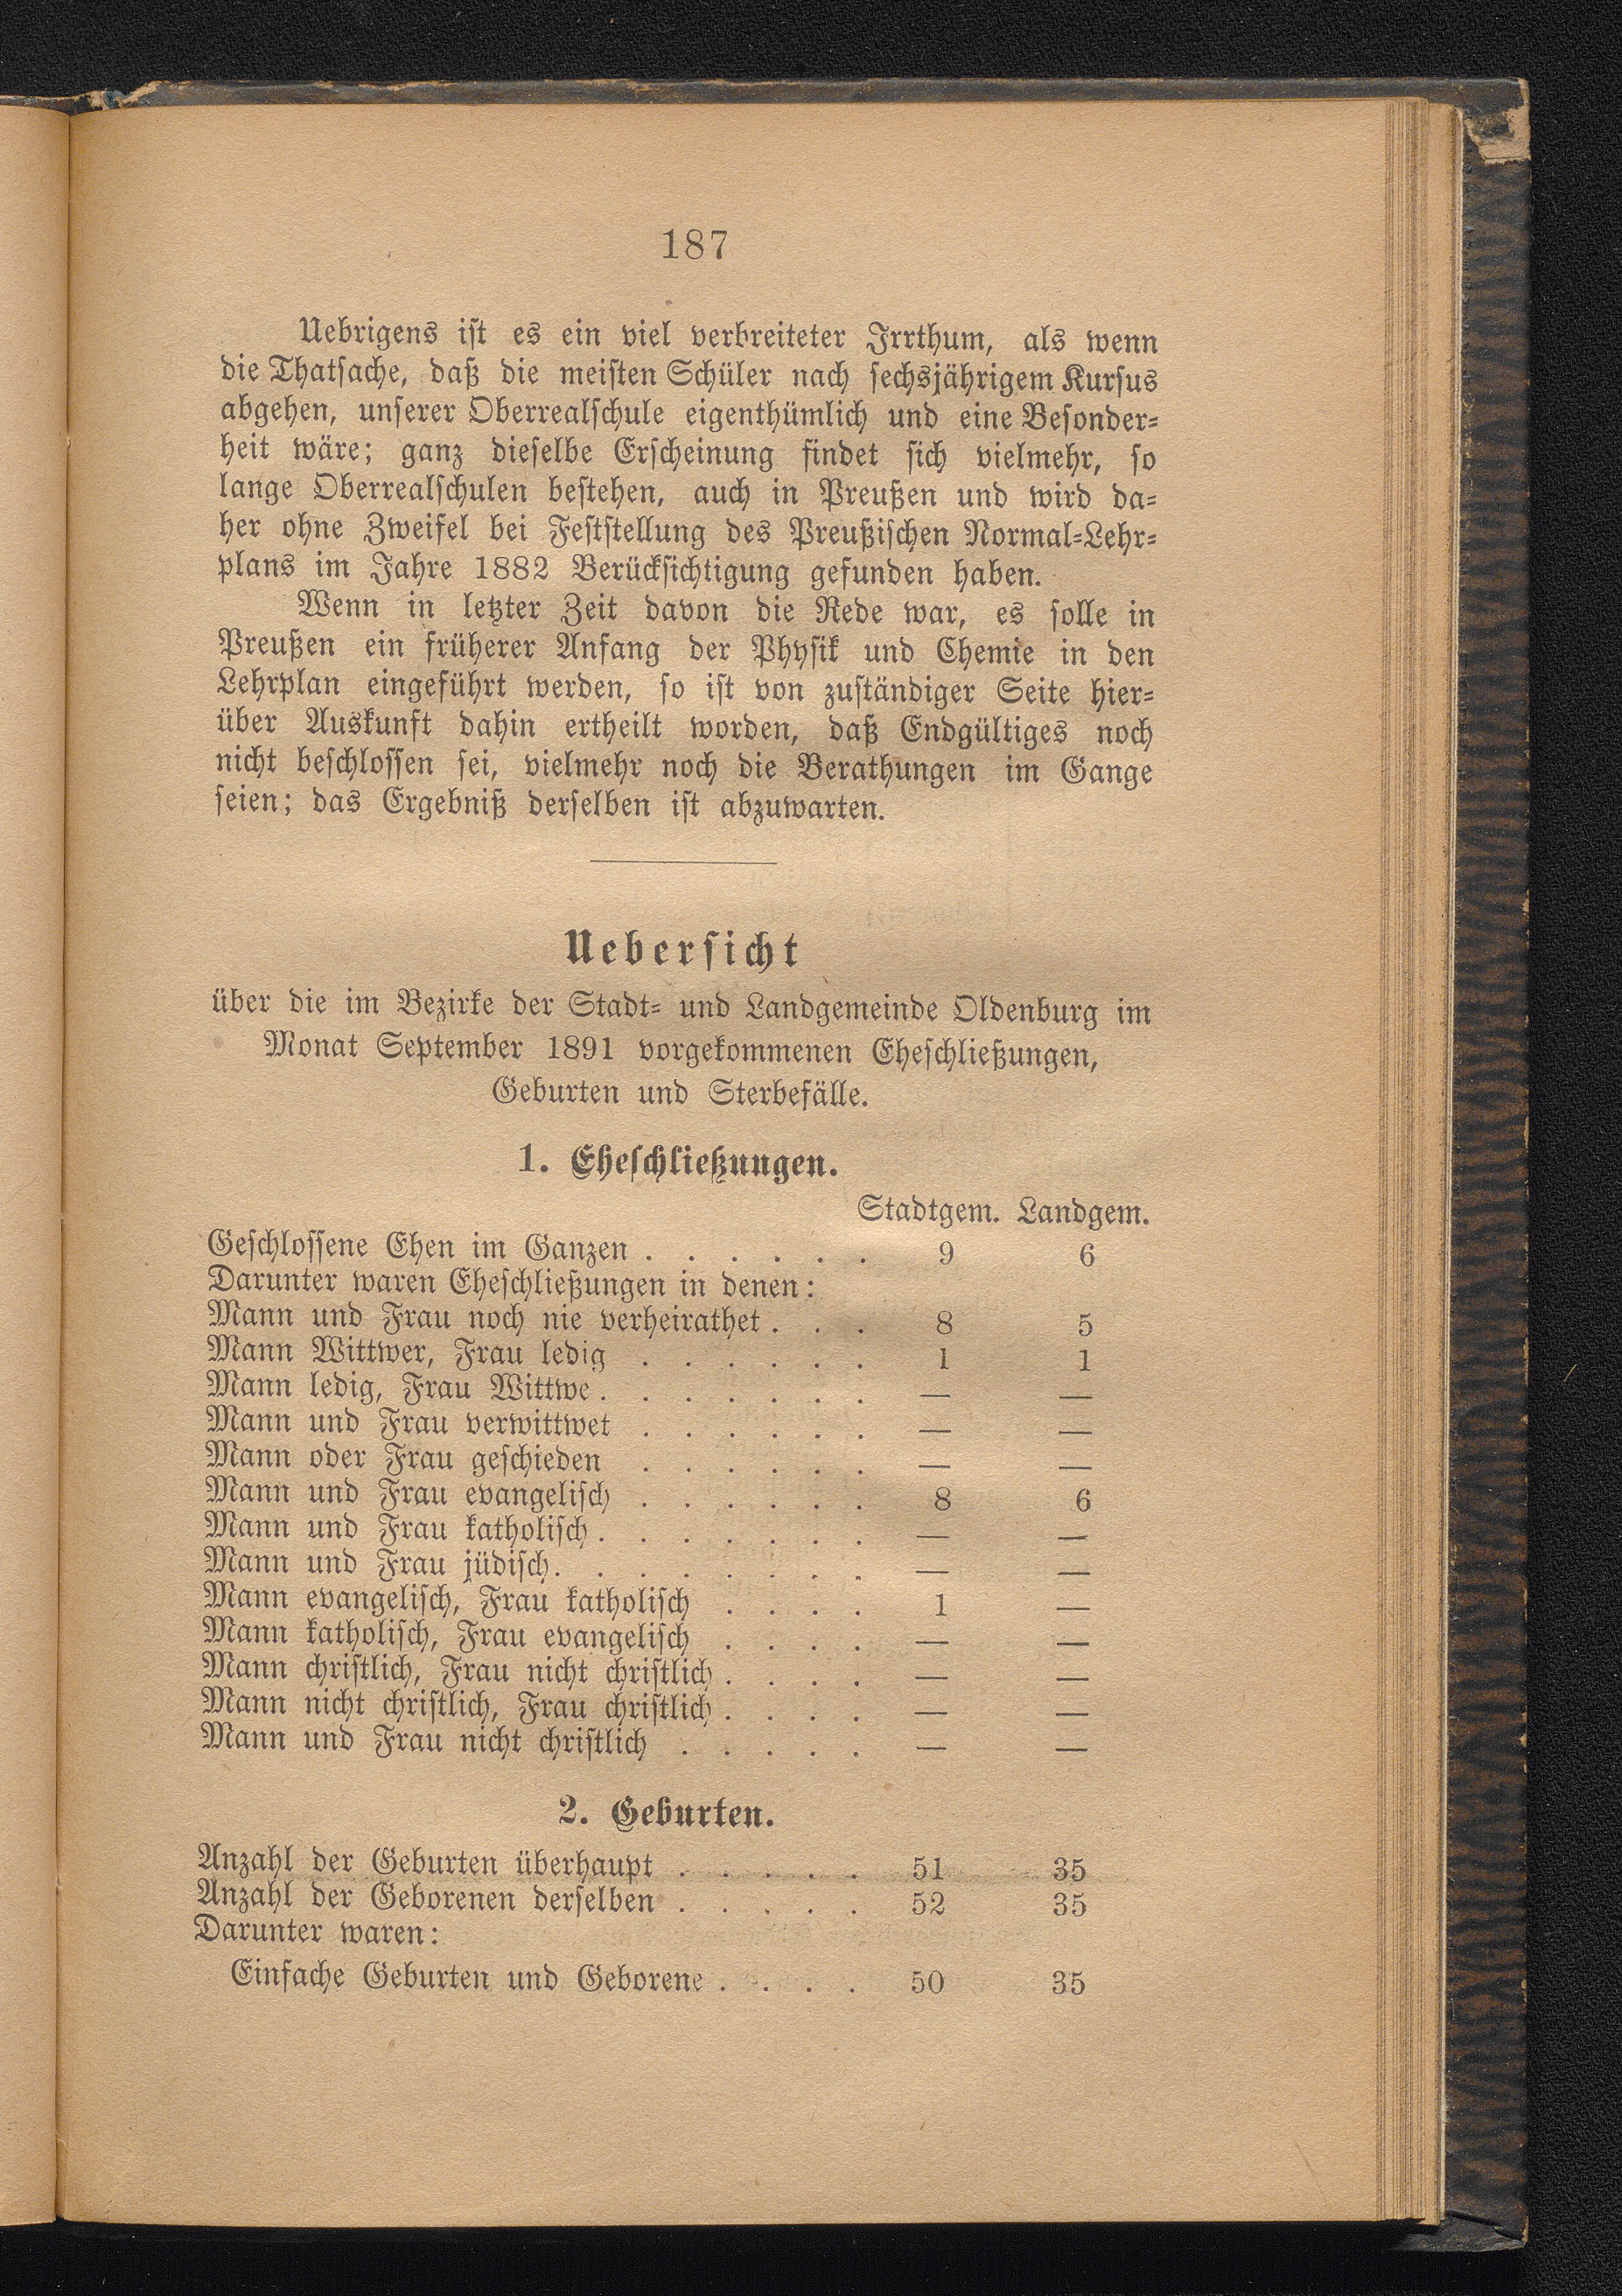 187
Uebrigens ist es ein viel verbreiteter Irrthum, als wenn
die Thatsache, daß die meisten Schüler nach sechsjährigem Kursus
abgehen, unserer Oberrealschule eigenthümlich und eine Besonder-
heit wäre; ganz dieselbe Erscheinung findet sich vielmehr, so
lange Oberrealschulen bestehen, auch in Preußen und wird da-
her ohne Zweifel bei Feststellung des Preußischen Normal-Lehr-
plans im Jahre 1882 Berücksichtigung gefunden haben.
Wenn in letzter Zeit davon die Rede war, es solle in
Preußen ein früherer Anfang der Physik und Chemie in den
Lehrplan eingeführt werden, so ist von zuständiger Seite hier-
über Auskunft dahin ertheilt worden, daß Endgültiges noch
nicht beschlossen sei, vielmehr noch die Berathungen im Gange
seien; das Ergebniß derselben ist abzuwarten.
Uebersicht
über die im Bezirke der Stadt- und Landgemeinde Oldenburg im
Monat September 1891 vorgekommenen Eheschließungen,
Geburten und Sterbefälle.
1. Eheschließungen.
Stadtgem. Landgem.
Geschlossene Ehen im Ganzen . . . . . . 9 6
Darunter waren Eheschließungen in denen:
Mann und Frau noch nie verheirathet . . . 8 5
Mann Wittwer, Frau ledig . . . . . . 1 1
Mann ledig, Frau Wittwe . . . . . . . — —
Mann und Frau verwittwet . . . . . . — —
Mann oder Frau geschieden . . . . . . — —
Mann und Frau evangelisch . . . . . . 8 6
Mann und Frau katholisch . . . . . . . — —
Mann und Frau jüdisch . . . . . . . . — —
Mann evangelisch, Frau katholisch . . . . 1 —
Mann katholisch, Frau evangelisch . . . . — —
Mann christlich, Frau nicht christlich . . . . — —
Mann nicht christlich, Frau christlich . . . . — —
Mann und Frau nicht christlich . . . . . — —
2. Geburten.
Anzahl der Geburten überhaupt . . . . . 51 35
Anzahl der Geborenen derselben . . . . . 52 35
Darunter waren:
Einfache Geburten und Geborene . . . . 50 35